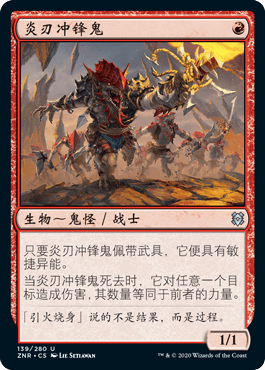 炎刃冲锋鬼
生物～鬼怪／战士
只要炎刃冲锋鬼佩带武具，它便具有敏
捷异能。
当炎刃冲锋鬼死去时，它对任意一个目
标造成伤害，其数量等同于前者的力量。
「引火烧身」说的不是结果，而是过程。
1/1
139/280 U
ZNR • CS LIE SETIAWAN
™ & © 2020 Wizards of the Coast